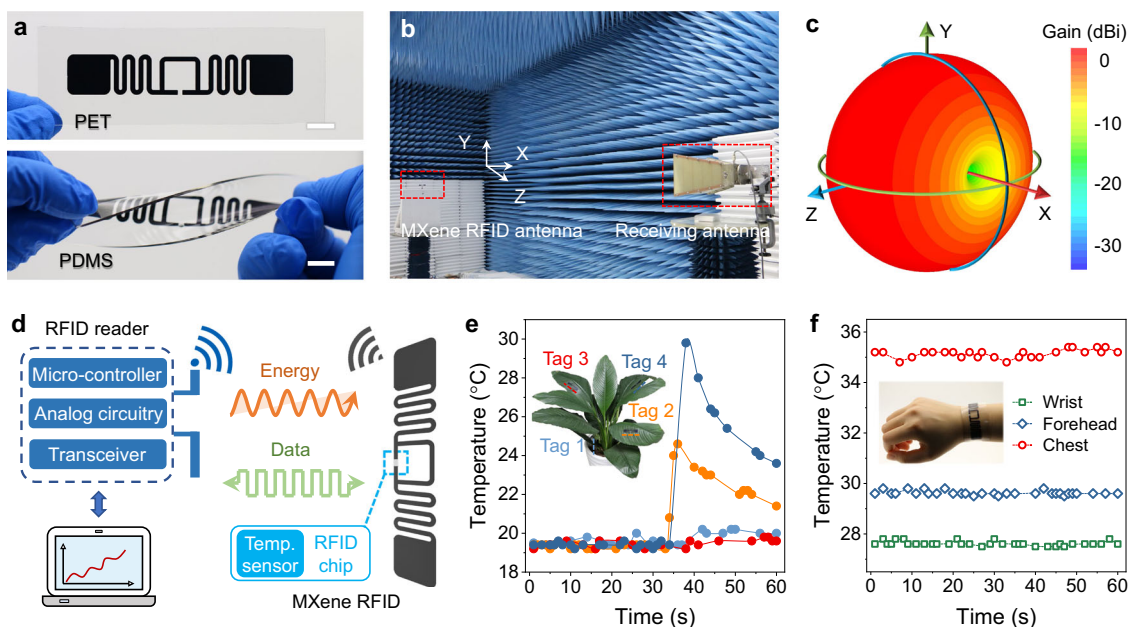 a
PET
PDMS
b
Y
X
Z
MXene RFID antenna
Receiving antenna
c
Y
Z
X
Gain (dBi)
0
-10
-20
-30
d
RFID reader
Micro-controller
Analog circuitry
Transceiver
Energy
Data
Temp.
sensor
RFID
chip
MXene RFID
e
Temperature (°C)
30
28
26
24
22
20
18
0 10 20 30 40 50 60
Time (s)
Tag 3
Tag 4
Tag 2
Tag 1
f
Temperature (°C)
36
34
32
30
28
0 10 20 30 40 50 60
Time (s)
Wrist
Forehead
Chest